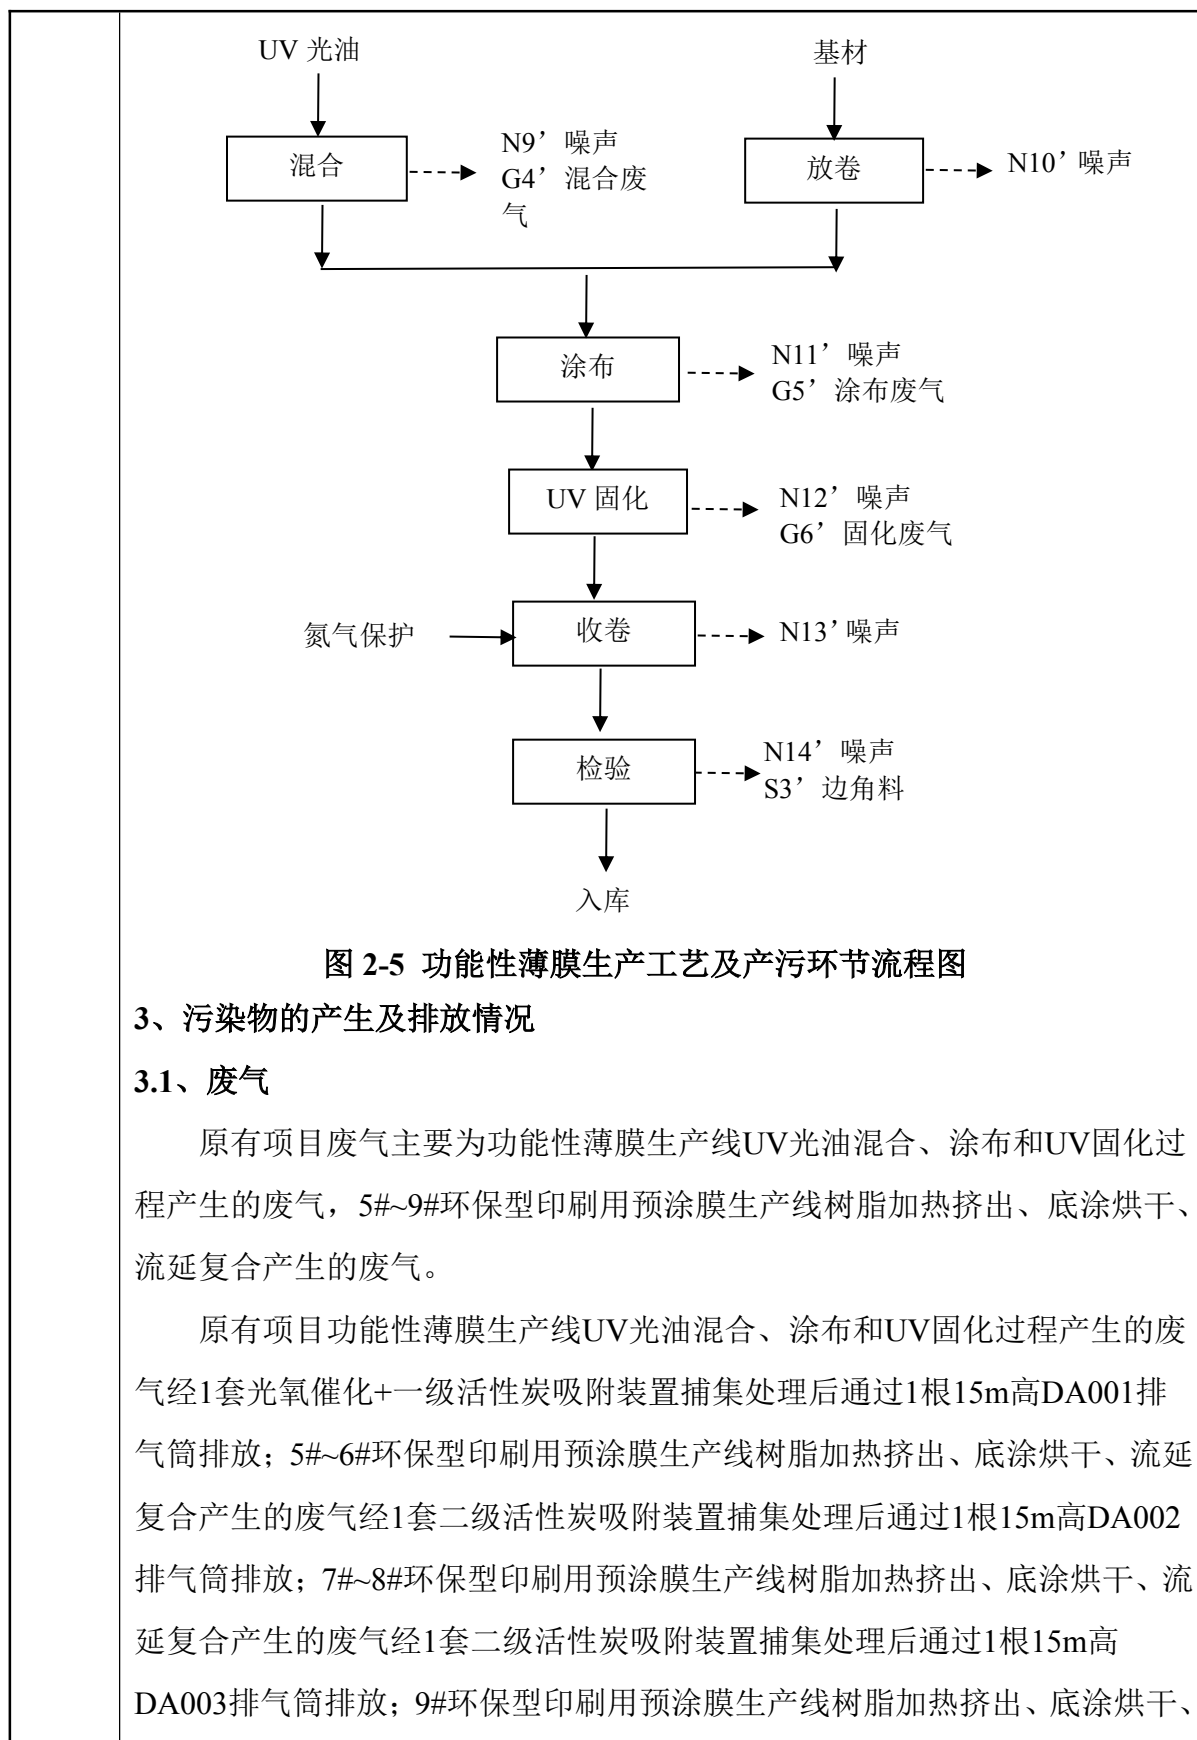 UV 光油
基材
混合
N9’ 噪声
G4’ 混合废
气
放卷
N10’ 噪声
涂布
N11’ 噪声
G5’ 涂布废气
UV 固化
N12’ 噪声
G6’ 固化废气
氮气保护
收卷
N13’ 噪声
检验
N14’ 噪声
S3’ 边角料
入库
图 2-5 功能性薄膜生产工艺及产污环节流程图
3、污染物的产生及排放情况
3.1、废气
原有项目废气主要为功能性薄膜生产线UV光油混合、涂布和UV固化过
程产生的废气，5#~9#环保型印刷用预涂膜生产线树脂加热挤出、底涂烘干、
流延复合产生的废气。
原有项目功能性薄膜生产线UV光油混合、涂布和UV固化过程产生的废
气经1套光氧催化+一级活性炭吸附装置捕集处理后通过1根15m高DA001排
气筒排放；5#~6#环保型印刷用预涂膜生产线树脂加热挤出、底涂烘干、流延
复合产生的废气经1套二级活性炭吸附装置捕集处理后通过1根15m高DA002
排气筒排放；7#~8#环保型印刷用预涂膜生产线树脂加热挤出、底涂烘干、流
延复合产生的废气经1套二级活性炭吸附装置捕集处理后通过1根15m高
DA003排气筒排放；9#环保型印刷用预涂膜生产线树脂加热挤出、底涂烘干、